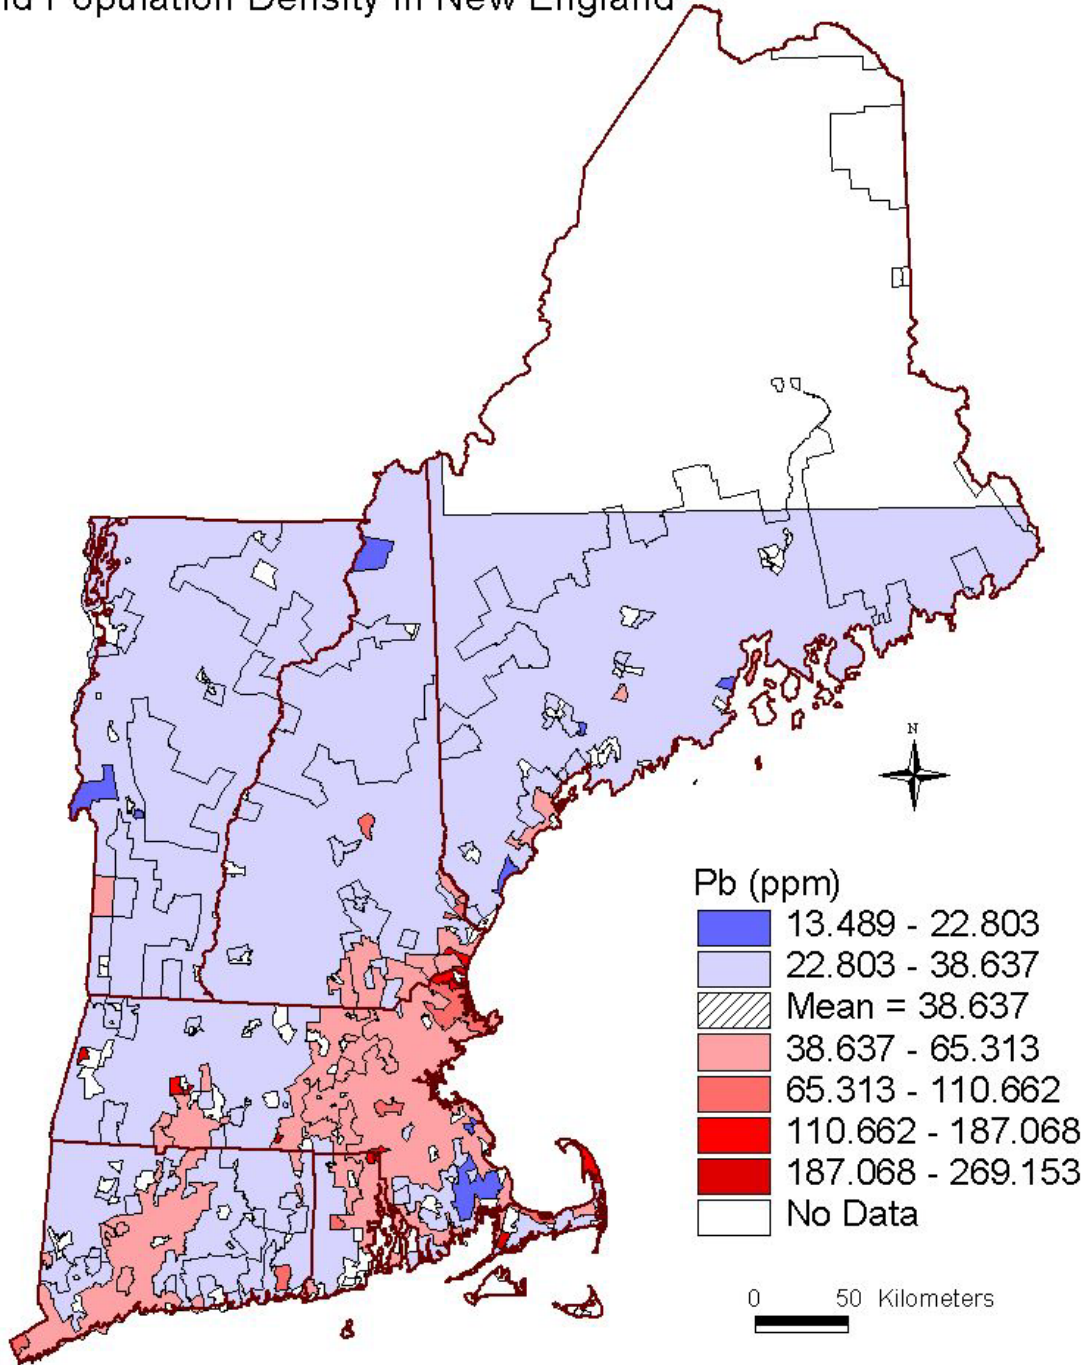 Population Density in New England
N
Pb (ppm)
13.489 - 22.803
22.803 - 38.637
Mean = 38.637
38.637 - 65.313
65.313 - 110.662
110.662 - 187.068
187.068 - 269.153
No Data
0 50 Kilometers